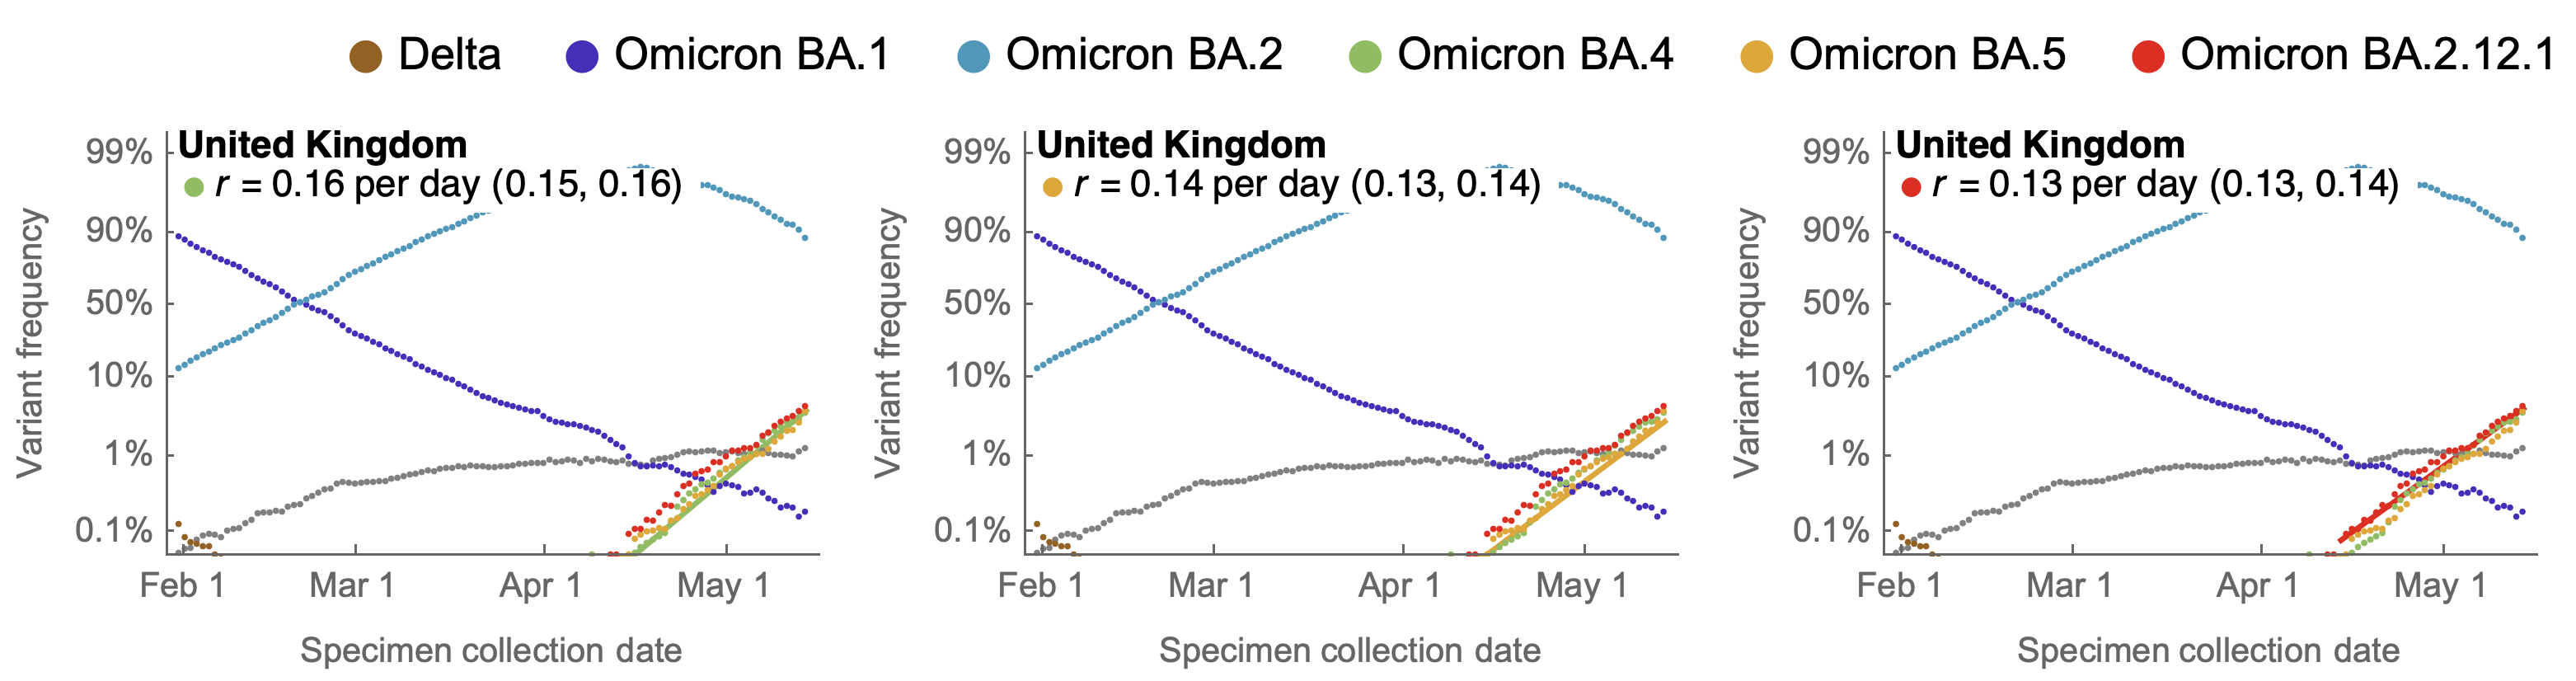 Delta Omicron BA.1 Omicron BA.2 Omicron BA.4 Omicron BA.5 Omicron BA.2.12.1
United Kingdom
r = 0.16 per day (0.15, 0.16)
Variant frequency
99%
90%
50%
10%
1%
0.1%
Feb 1 Mar 1 Apr 1 May 1
Specimen collection date
United Kingdom
r = 0.14 per day (0.13, 0.14)
Variant frequency
99%
90%
50%
10%
1%
0.1%
Feb 1 Mar 1 Apr 1 May 1
Specimen collection date
United Kingdom
r = 0.13 per day (0.13, 0.14)
Variant frequency
99%
90%
50%
10%
1%
0.1%
Feb 1 Mar 1 Apr 1 May 1
Specimen collection date